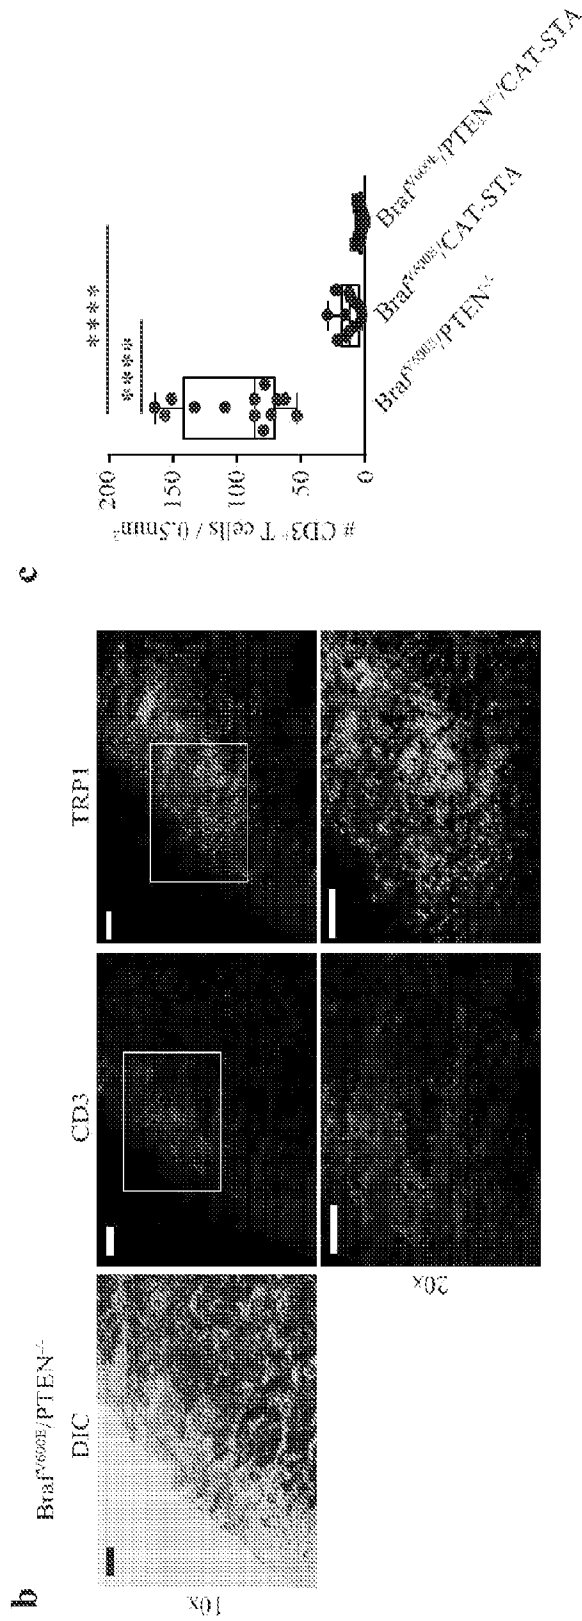 b
Braf^V600E/PTEN^-/-
DIC
CD3
TRP1
10x
20x
c
****
****
# CD3⁺ T cells / 0.5mm²
200
150
100
50
0
Braf^V600E/PTEN^-/-
Braf^V600E/CAT-STA
Braf^V600E/PTEN^-/-/CAT-STA